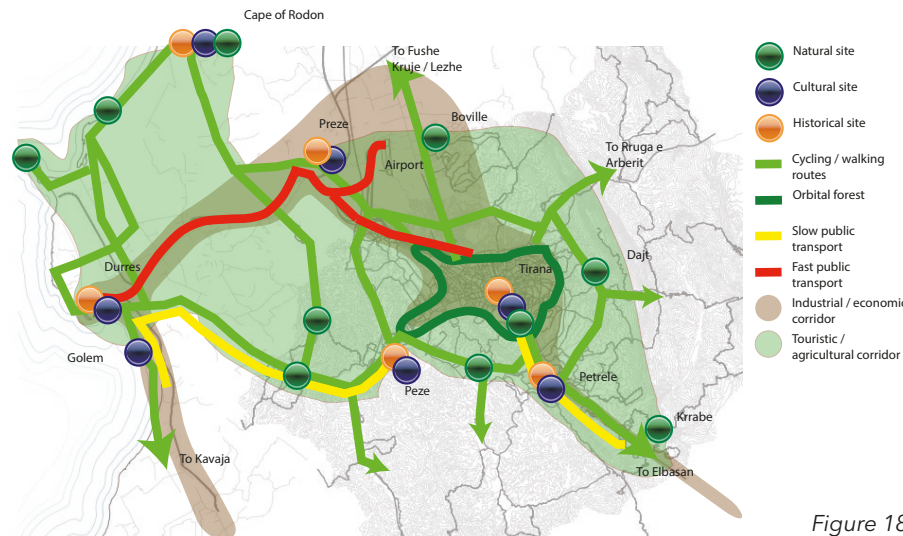 Cape of Rodon
To Fushe
Kruje / Lezhe
Preze
Boville
Airport
To Rruga e
Arberit
Durres
Tirana
Dajt
Golem
Peze
Petrele
Krrabe
To Kavaja
To Elbasan
Natural site
Cultural site
Historical site
Cycling / walking
routes
Orbital forest
Slow public
transport
Fast public
transport
Industrial / economic
corridor
Touristic /
agricultural corridor
Figure 18